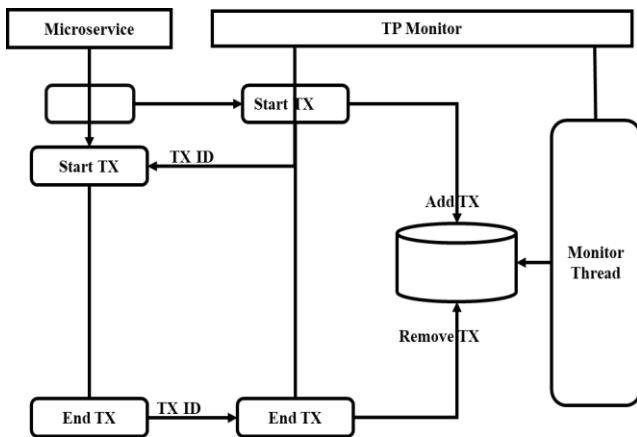 Microservice
TP Monitor
Start TX
TX ID
Start TX
Add TX
Monitor
Thread
Remove TX
TX ID
End TX
End TX